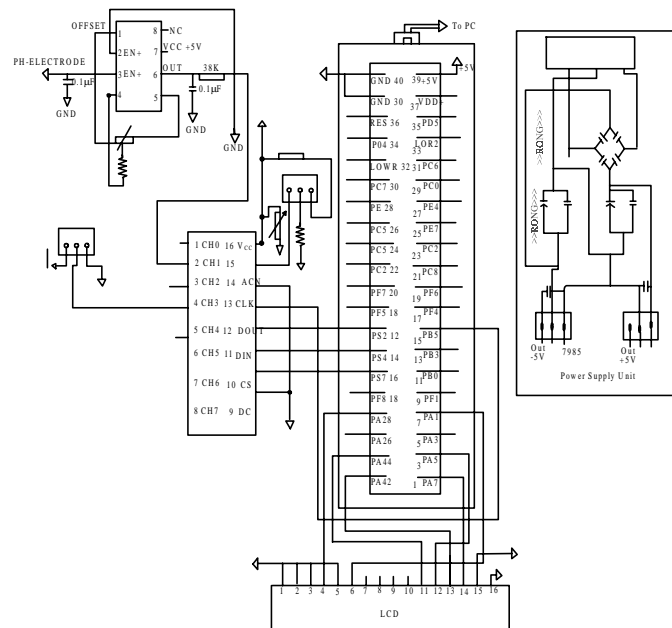 OFFSET
1
8 NC
VCC +5V
2 EN+
7
PH-ELECTRODE
3 EN+
6
OUT
38K
0.1µF
4
5
0.1µF
GND
GND
GND
To PC
+5V
GND 40
39 +5V
GND 30
37 VDD+
RES 36
35 PD5
P04 34
LOR2
33
LOWR 32
31 PC6
PC7 30
PC0
29
PE 28
PE4
27
PC5 26
PE7
25
PC5 24
PC2
23
PC2 22
PC8
21
PF7 20
PF6
19
PF5 18
PF4
17
PS2 12
PB5
15
PS4 14
PB3
13
PS7 16
PB0
11
PF8 18
9 PF1
PA28
PA1
7
PA26
PA3
5
PA44
PA5
3
PA42
1 PA7
1 CH0
16 VCC
2 CH1
15
3 CH2
14 ACN
4 CH3
13 CLK
5 CH4
12 DOUT
6 CH5
11 DIN
7 CH6
10 CS
8 CH7
9 DC
>>RONG>>>
>>RONG>>>
Out
-5V
7985
Out
+5V
Power Supply Unit
1 2 3 4 5 6 7 8 9 10 11 12 13 14 15 16
LCD